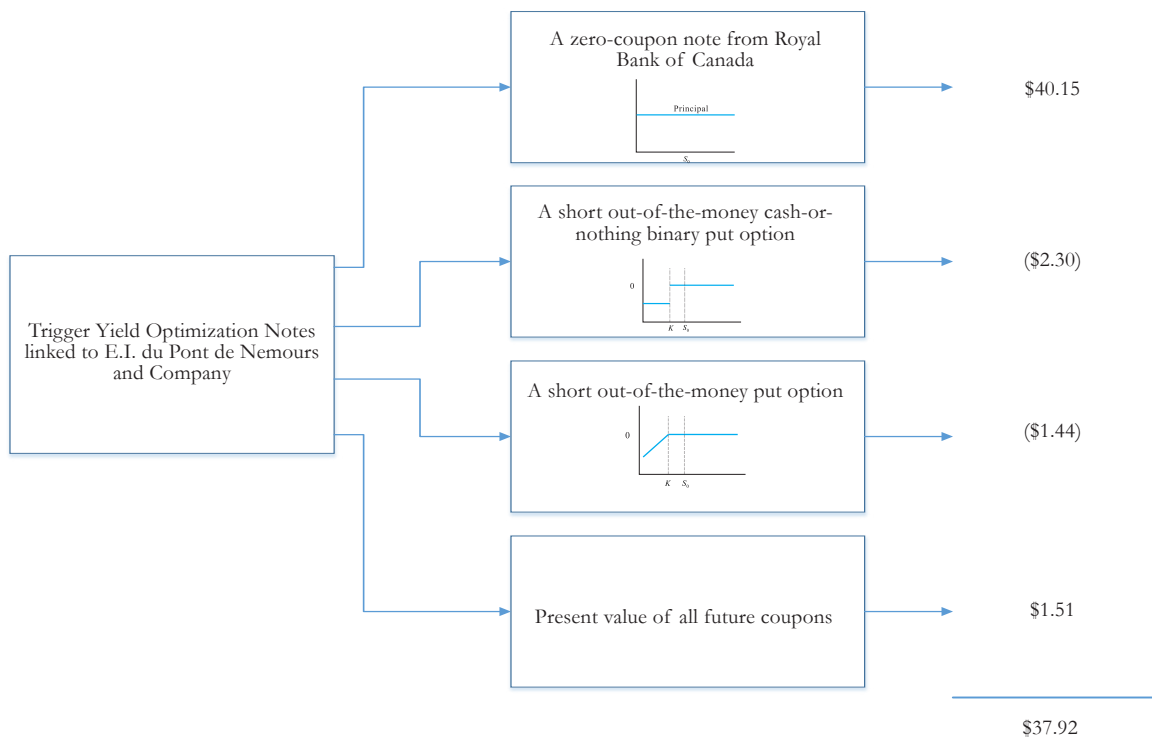 A zero-coupon note from Royal
Bank of Canada
Principal
S₀
$40.15
A short out-of-the-money cash-or-
nothing binary put option
0
K S₀
($2.30)
Trigger Yield Optimization Notes
linked to E.I. du Pont de Nemours
and Company
A short out-of-the-money put option
0
K S₀
($1.44)
Present value of all future coupons
$1.51
$37.92